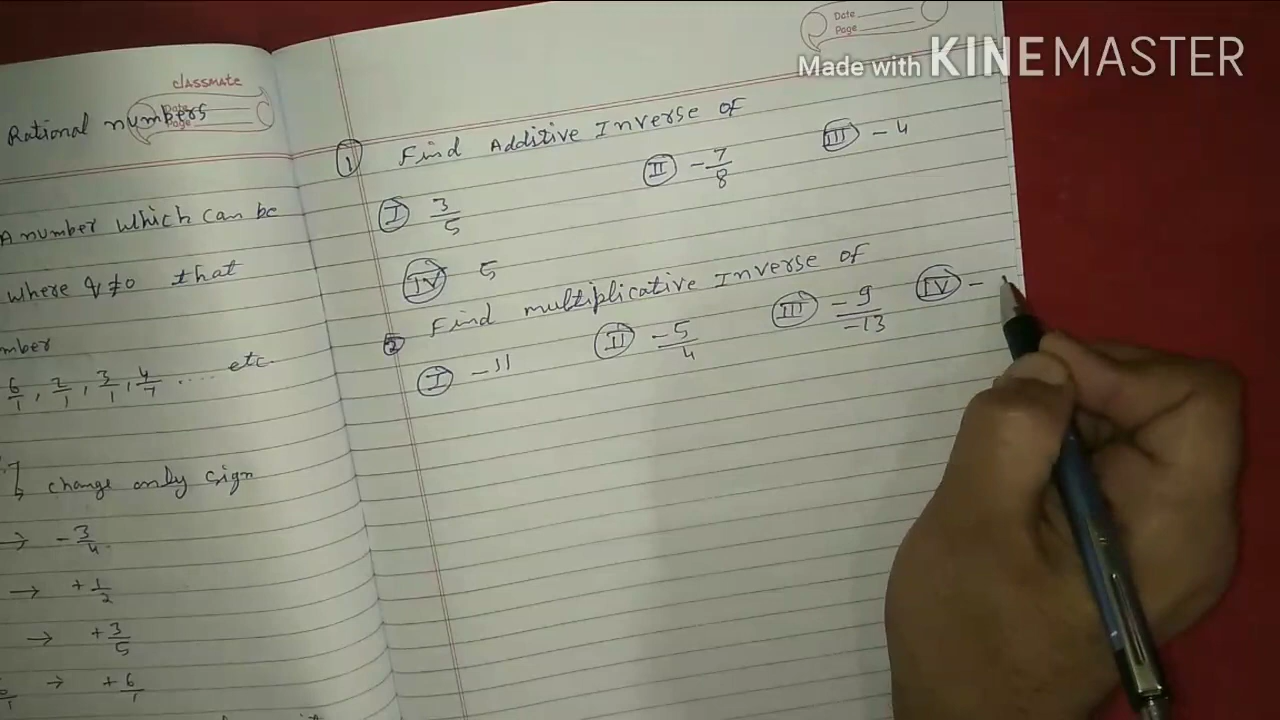 Made with KINEMASTER
classmate
Date
Page
Rational numbers
A number which can be
where q ≠ 0 that
mber
6/1, 2/1, 3/1, 4/7 ..... etc.
change only sign
→ -3/4
→ +1/2
→ +3/5
→ +6/1
Date
Page
① Find Additive Inverse of
Ⓘ 3/5 Ⅱ -7/8 Ⅲ -4
Ⅳ 5
② Find multiplicative Inverse of
Ⓘ -11 Ⅱ -5/4 Ⅲ -9/-13 Ⅳ -